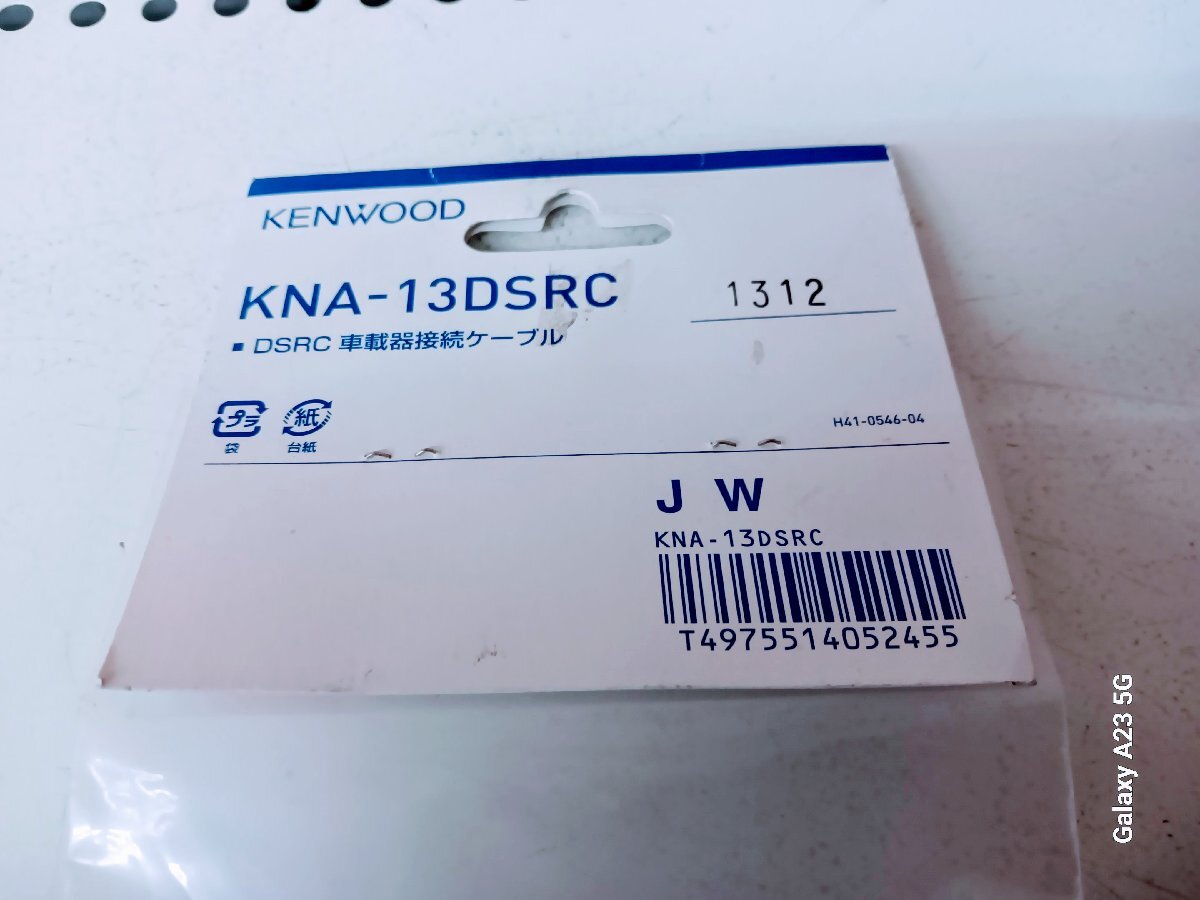 KENWOOD
KNA-13DSRC
1312
▪ DSRC 車載器接続ケーブル
プラ
紙
袋
台紙
H41-0546-04
J W
KNA-13DSRC
T4975514052455
Galaxy A23 5G